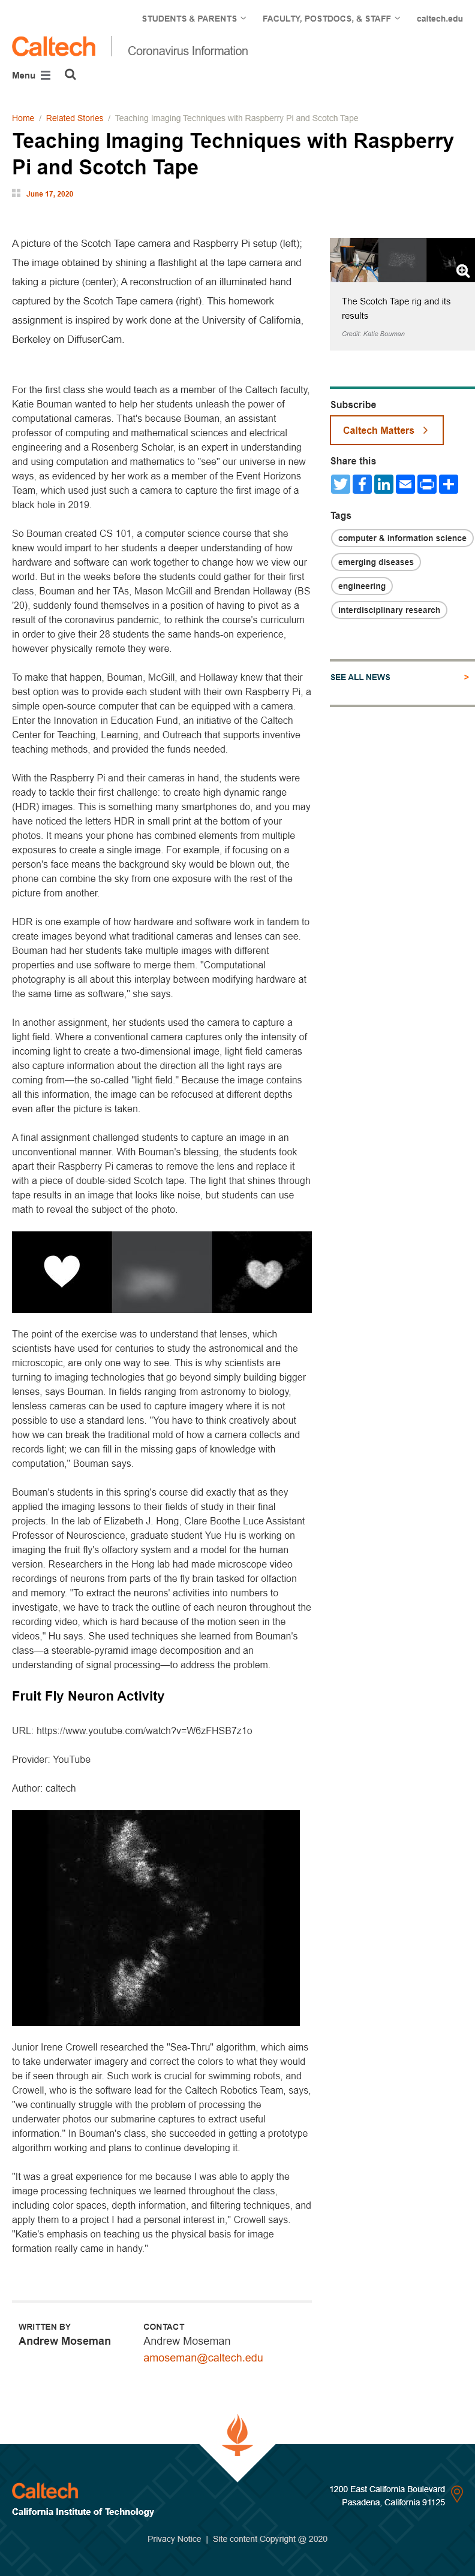 STUDENTS & PARENTS
FACULTY, POSTDOCS, & STAFF
caltech.edu
Caltech
Coronavirus Information
Menu
Home / Related Stories / Teaching Imaging Techniques with Raspberry Pi and Scotch Tape
Teaching Imaging Techniques with Raspberry
Pi and Scotch Tape
June 17, 2020
A picture of the Scotch Tape camera and Raspberry Pi setup (left);
The image obtained by shining a flashlight at the tape camera and
taking a picture (center); A reconstruction of an illuminated hand
captured by the Scotch Tape camera (right). This homework
assignment is inspired by work done at the University of California,
Berkeley on DiffuserCam.
The Scotch Tape rig and its
results
Credit: Katie Bouman
Subscribe
Caltech Matters
Share this
Tags
computer & information science
emerging diseases
engineering
interdisciplinary research
SEE ALL NEWS >
For the first class she would teach as a member of the Caltech faculty,
Katie Bouman wanted to help her students unleash the power of
computational cameras. That's because Bouman, an assistant
professor of computing and mathematical sciences and electrical
engineering and a Rosenberg Scholar, is an expert in seeing the
unseen using computation and mathematics to "see" our universe in new
ways, as evidenced by her work as a member of the Event Horizons
Team, which used just such a camera to capture the first image of a
black hole in 2019.
So Bouman created CS 101, a computer science course that she
knew would impart to her students a deeper understanding of how
hardware and software can work together to change how we view our
world. But in the weeks before the students could gather for their first
class, Bouman and her TAs, Mason McGill and Brendan Hollaway (BS
'20), suddenly found themselves in a position of having to pivot as a
result of the coronavirus pandemic, to rethink the course's curriculum
in order to give their 28 students the same hands-on experience,
however physically remote they were.
To make that happen, Bouman, McGill, and Hollaway knew that their
best option was to provide each student with their own Raspberry Pi, a
simple open-source computer that can be equipped with a camera.
Enter the Innovation in Education Fund, an initiative of the Caltech
Center for Teaching, Learning, and Outreach that supports inventive
teaching methods, and provided the funds needed.
With the Raspberry Pi and their cameras in hand, the students were
ready to tackle their first challenge: to create high dynamic range
(HDR) images. This is something many smartphones do, and you may
have noticed the letters HDR in small print at the bottom of your
photos. It means your phone has combined elements from multiple
exposures to create a single image. For example, if focusing on a
person's face means the background sky would be blown out, the
phone can combine the sky from one exposure with the rest of the
picture from another.
HDR is one example of how hardware and software work in tandem to
create images beyond what traditional cameras and lenses can see.
Bouman had her students take multiple images with different
properties and use software to merge them. "Computational
photography is all about this interplay between modifying hardware at
the same time as software," she says.
In another assignment, her students used the camera to capture a
light field. Where a conventional camera captures only the intensity of
incoming light to create a two-dimensional image, light field cameras
also capture information about the direction all the light rays are
coming from—the so-called "light field." Because the image contains
all this information, the image can be refocused at different depths
even after the picture is taken.
A final assignment challenged students to capture an image in an
unconventional manner. With Bouman's blessing, the students took
apart their Raspberry Pi cameras to remove the lens and replace it
with a piece of double-sided Scotch tape. The light that shines through
tape results in an image that looks like noise, but students can use
math to reveal the subject of the photo.
The point of the exercise was to understand that lenses, which
scientists have used for centuries to study the astronomical and the
microscopic, are only one way to see. This is why scientists are
turning to imaging technologies that go beyond simply building bigger
lenses, says Bouman. In fields ranging from astronomy to biology,
lensless cameras can be used to capture imagery where it is not
possible to use a standard lens. "You have to think creatively about
how we can break the traditional mold of how a camera collects and
records light; we can fill in the missing gaps of knowledge with
computation," Bouman says.
Bouman's students in this spring's course did exactly that as they
applied the imaging lessons to their fields of study in their final
projects. In the lab of Elizabeth J. Hong, Clare Boothe Luce Assistant
Professor of Neuroscience, graduate student Yue Hu is working on
imaging the fruit fly's olfactory system and a model for the human
version. Researchers in the Hong lab had made microscope video
recordings of neurons from parts of the fly brain tasked for olfaction
and memory. "To extract the neurons' activities into numbers to
investigate, we have to track the outline of each neuron throughout the
recording video, which is hard because of the motion seen in the
videos," Hu says. She used techniques she learned from Bouman's
class—a steerable-pyramid image decomposition and an
understanding of signal processing—to address the problem.
Fruit Fly Neuron Activity
URL: https://www.youtube.com/watch?v=W6zFHSB7z1o
Provider: YouTube
Author: caltech
Junior Irene Crowell researched the "Sea-Thru" algorithm, which aims
to take underwater imagery and correct the colors to what they would
be if seen through air. Such work is crucial for swimming robots, and
Crowell, who is the software lead for the Caltech Robotics Team, says,
"we continually struggle with the problem of processing the
underwater photos our submarine captures to extract useful
information." In Bouman's class, she succeeded in getting a prototype
algorithm working and plans to continue developing it.
"It was a great experience for me because I was able to apply the
image processing techniques we learned throughout the class,
including color spaces, depth information, and filtering techniques, and
apply them to a project I had a personal interest in," Crowell says.
"Katie's emphasis on teaching us the physical basis for image
formation really came in handy."
WRITTEN BY
Andrew Moseman
CONTACT
Andrew Moseman
amoseman@caltech.edu
Caltech
California Institute of Technology
1200 East California Boulevard
Pasadena, California 91125
Privacy Notice | Site content Copyright @ 2020